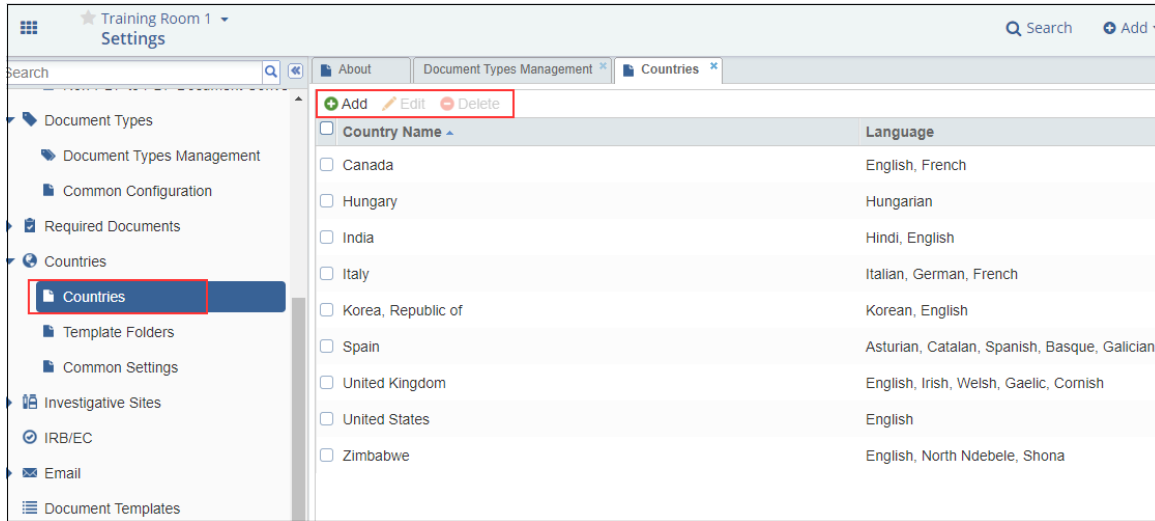 Training Room 1
Settings
Search
Add
Search
About
Document Types Management
Countries
Document Types
Document Types Management
Common Configuration
Required Documents
Countries
Countries
Template Folders
Common Settings
Investigative Sites
IRB/EC
Email
Document Templates
Add Edit Delete
Country Name Language
Canada English, French
Hungary Hungarian
India Hindi, English
Italy Italian, German, French
Korea, Republic of Korean, English
Spain Asturian, Catalan, Spanish, Basque, Galician
United Kingdom English, Irish, Welsh, Gaelic, Cornish
United States English
Zimbabwe English, North Ndebele, Shona